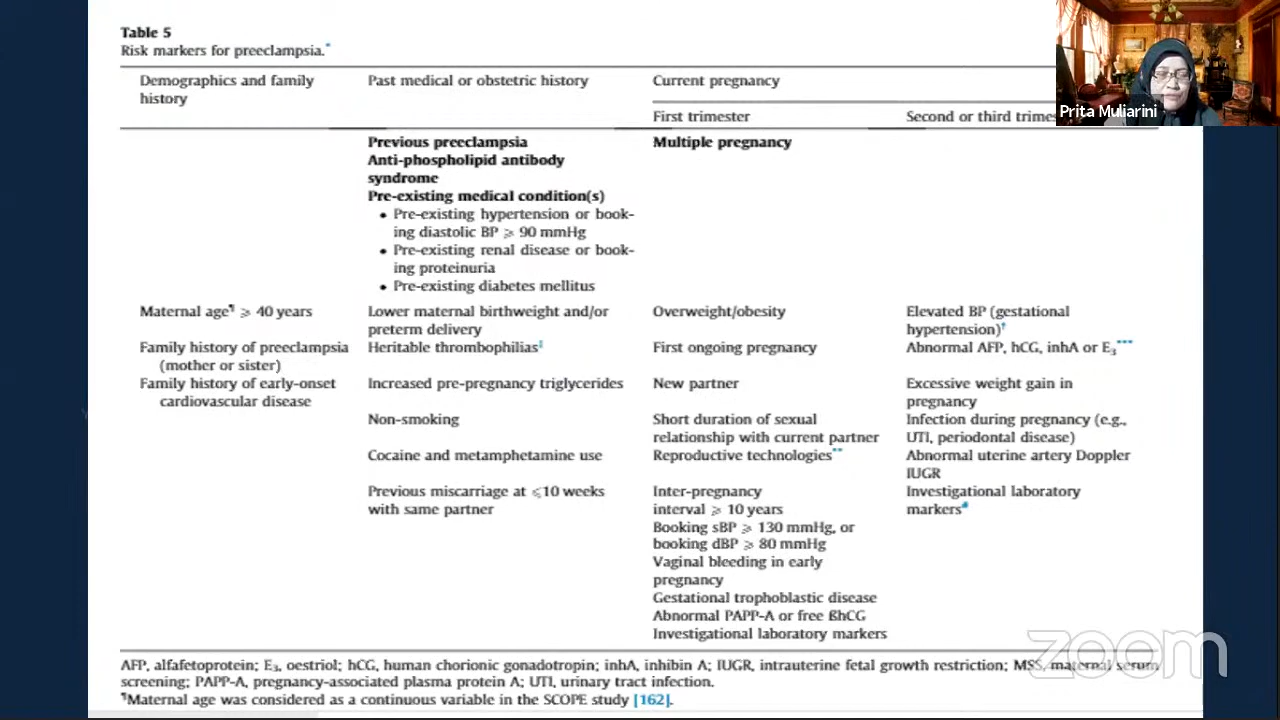 Table 5
Risk markers for preeclampsia.*
Demographics and family
history
Past medical or obstetric history
Current pregnancy
First trimester
Second or third
Prita Muliarini
Previous preeclampsia
Anti-phospholipid antibody
syndrome
Pre-existing medical condition(s)
• Pre-existing hypertension or book-
ing diastolic BP ⩾ 90 mmHg
• Pre-existing renal disease or book-
ing proteinuria
• Pre-existing diabetes mellitus
Multiple pregnancy
Maternal age¶ ⩾ 40 years
Lower maternal birthweight and/or
preterm delivery
Overweight/obesity
Elevated BP (gestational
hypertension)†
Family history of preeclampsia
(mother or sister)
Heritable thrombophilias
First ongoing pregnancy
Abnormal AFP, hCG, inhA or E3***
Family history of early-onset
cardiovascular disease
Increased pre-pregnancy triglycerides
New partner
Excessive weight gain in
pregnancy
Non-smoking
Short duration of sexual
relationship with current partner
Infection during pregnancy (e.g.,
UTI, periodontal disease)
Cocaine and metamphetamine use
Reproductive technologies**
Abnormal uterine artery Doppler
IUGR
Previous miscarriage at ⩽10 weeks
with same partner
Inter-pregnancy
interval ⩾ 10 years
Investigational laboratory
markers
Booking sBP ⩾ 130 mmHg, or
booking dBP ⩾ 80 mmHg
Vaginal bleeding in early
pregnancy
Gestational trophoblastic disease
Abnormal PAPP-A or free ßhCG
Investigational laboratory markers
zoom
AFP, alfafetoprotein; E3, oestriol; hCG, human chorionic gonadotropin; inhA, inhibin A; IUGR, intrauterine fetal growth restriction; MSS, maternal serum
screening; PAPP-A, pregnancy-associated plasma protein A; UTI, urinary tract infection.
¶Maternal age was considered as a continuous variable in the SCOPE study [162].